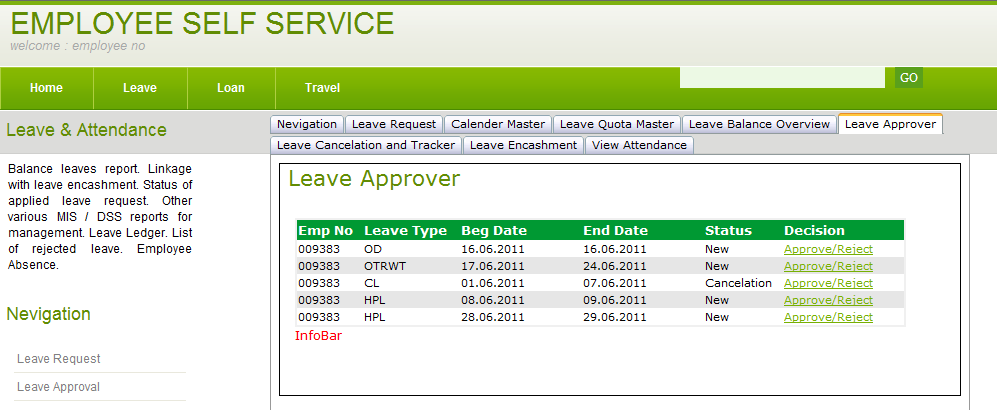 EMPLOYEE SELF SERVICE
welcome : employee no
GO
Home Leave Loan Travel
Leave & Attendance
Balance leaves report. Linkage
with leave encashment. Status of
applied leave request. Other
various MIS / DSS reports for
management. Leave Ledger. List
of rejected leave. Employee
Absence.
Nevigation
Leave Request
Leave Approval
Nevigation Leave Request Calender Master Leave Quota Master Leave Balance Overview Leave Approver
Leave Cancelation and Tracker Leave Encashment View Attendance
Leave Approver
Emp No Leave Type Beg Date End Date Status Decision
009383 OD 16.06.2011 16.06.2011 New Approve/Reject
009383 OTRWT 17.06.2011 24.06.2011 New Approve/Reject
009383 CL 01.06.2011 07.06.2011 Cancelation Approve/Reject
009383 HPL 08.06.2011 09.06.2011 New Approve/Reject
009383 HPL 28.06.2011 29.06.2011 New Approve/Reject
InfoBar